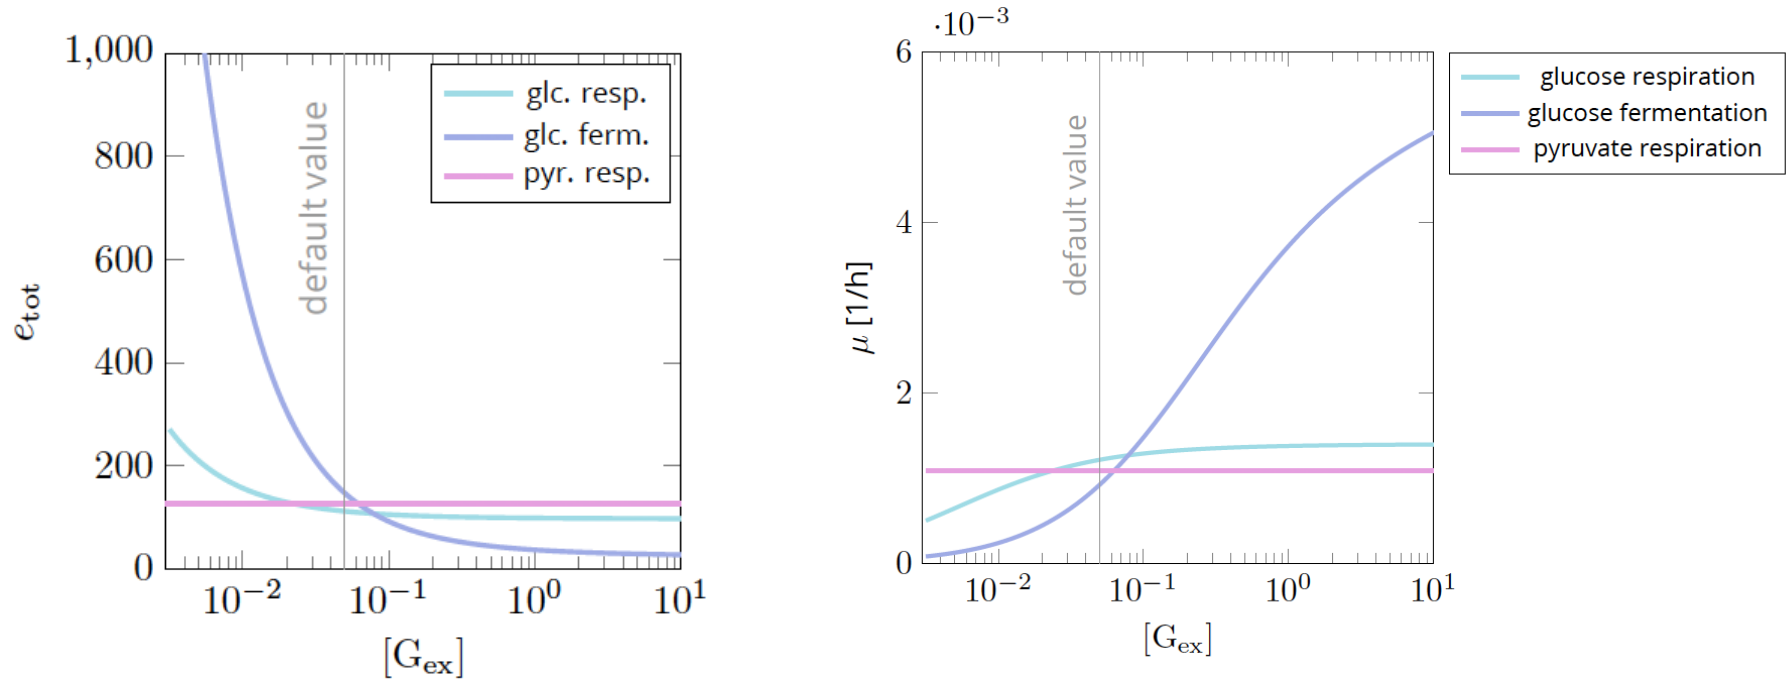 1,000
800
600
400
200
0
e_tot
default value
glc. resp.
glc. ferm.
pyr. resp.
10^−2
10^−1
10^0
10^1
[G_ex]
·10^−3
6
4
2
0
μ [1/h]
default value
glucose respiration
glucose fermentation
pyruvate respiration
10^−2
10^−1
10^0
10^1
[G_ex]